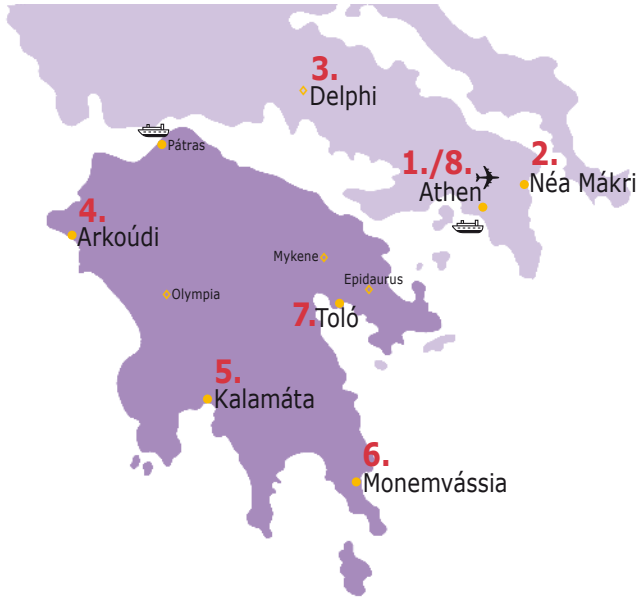 3.
Delphi
Pátras
1./8.
Athen
2.
Néa Mákri
4.
Arkoúdi
Mykene
Epidaurus
Olympia
7.
Toló
5.
Kalamáta
6.
Monemvássia